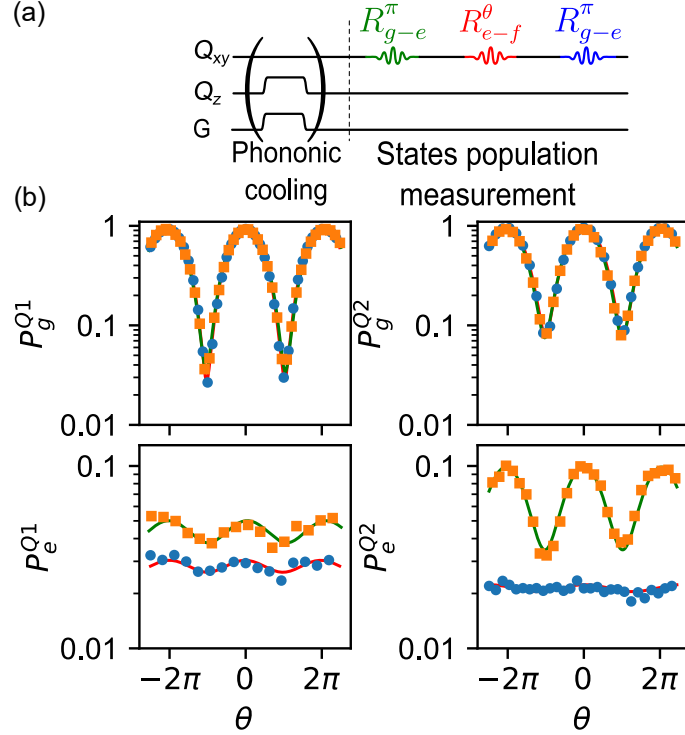 (a)
R^π_{g−e} R^θ_{e−f} R^π_{g−e}
Q_xy
Q_z
G
Phononic cooling
States population measurement
(b)
P_g^{Q1}
1
0.1
0.01
P_g^{Q2}
1
0.1
0.01
P_e^{Q1}
0.1
0.01
−2π 0 2π
θ
P_e^{Q2}
0.1
0.01
−2π 0 2π
θ